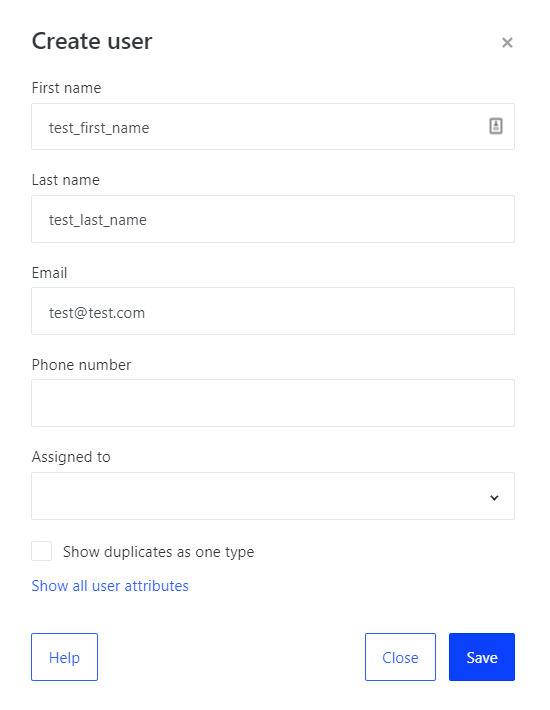 Create user
First name
test_first_name
Last name
test_last_name
Email
test@test.com
Phone number
Assigned to
Show duplicates as one type
Show all user attributes
Help Close Save